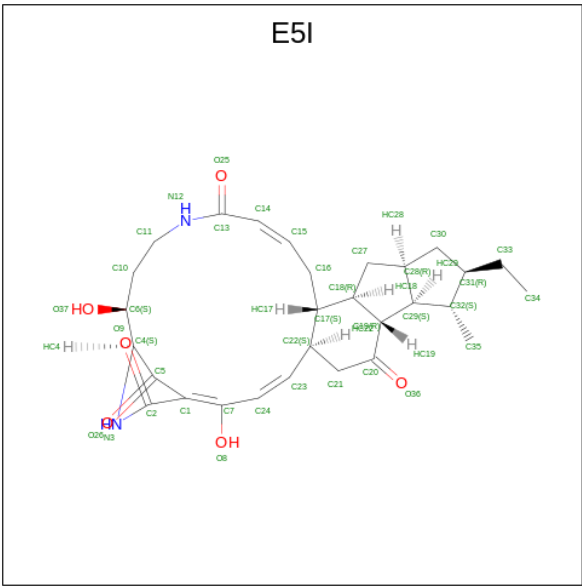 E5I
O25
O
N12
H
N
C13
C14
C15
C11
C16
C10
O37
HO
C6(S)
O9
O
HC4
H
C4(S)
C5
HN
O26
N3
C2
C1
C7
OH
O8
C24
C23
C22(S)
H
HC17
H
C17(S)
C18(R)
H
HC18
C27
HC28
H
C28(R)
C30
HC29
H
C29(S)
C31(R)
C33
C34
C32(S)
C35
H
HC19
C20
C21
O
O36